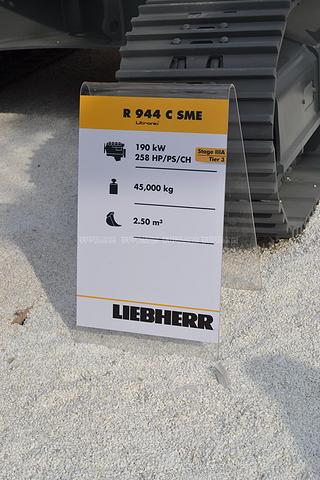 R 944 C SME
Litronic
190 kW
258 HP/PS/CH
Stage IIIA
Tier 3
45,000 kg
2.50 m³
LIEBHERR